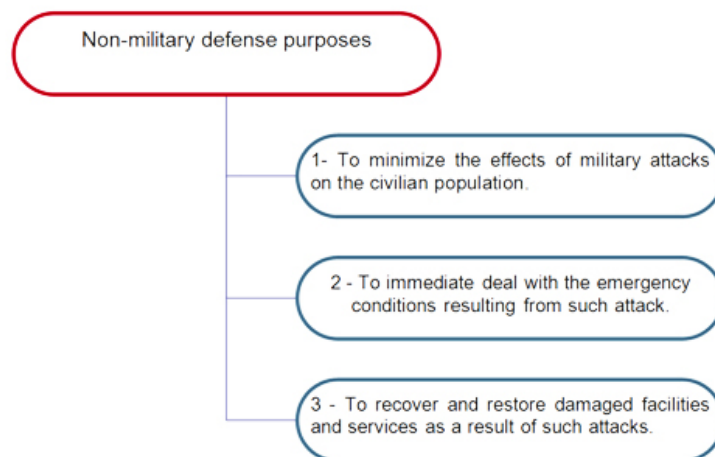 Non-military defense purposes
1- To minimize the effects of military attacks
on the civilian population.
2 - To immediate deal with the emergency
conditions resulting from such attack.
3 - To recover and restore damaged facilities
and services as a result of such attacks.